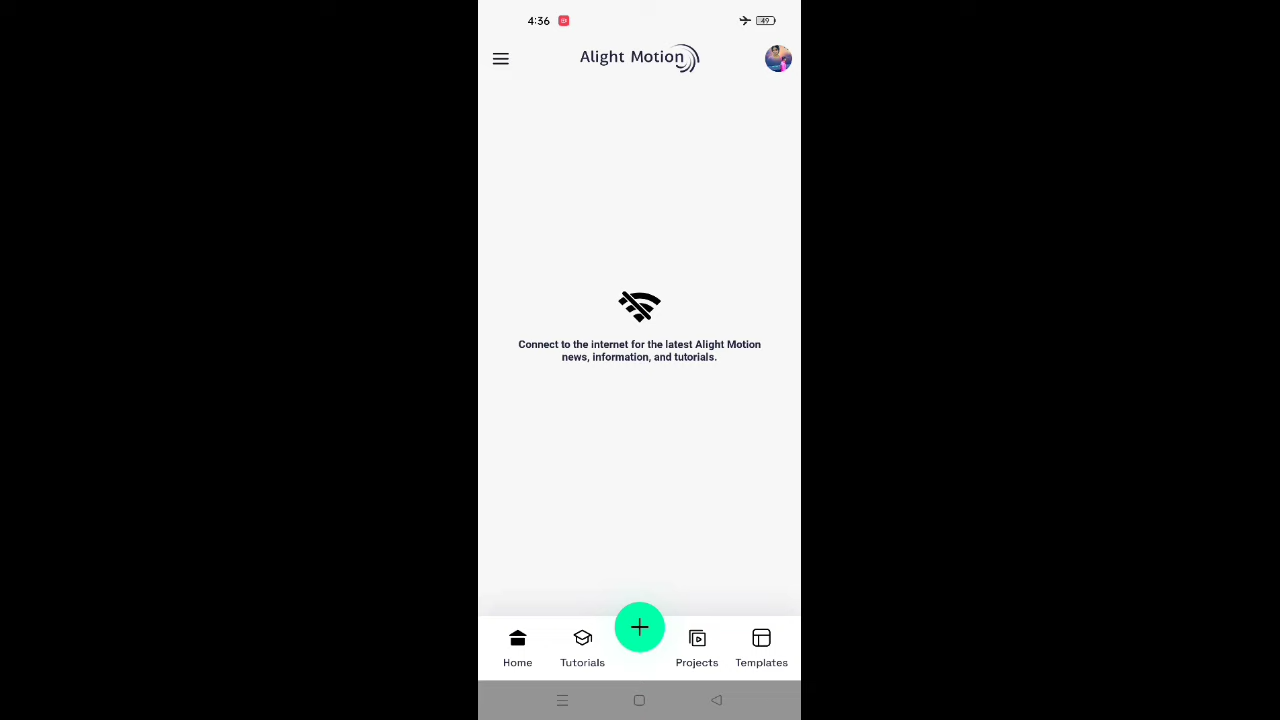 4:36
49
Alight Motion
Connect to the internet for the latest Alight Motion
news, information, and tutorials.
Home
Tutorials
Projects
Templates